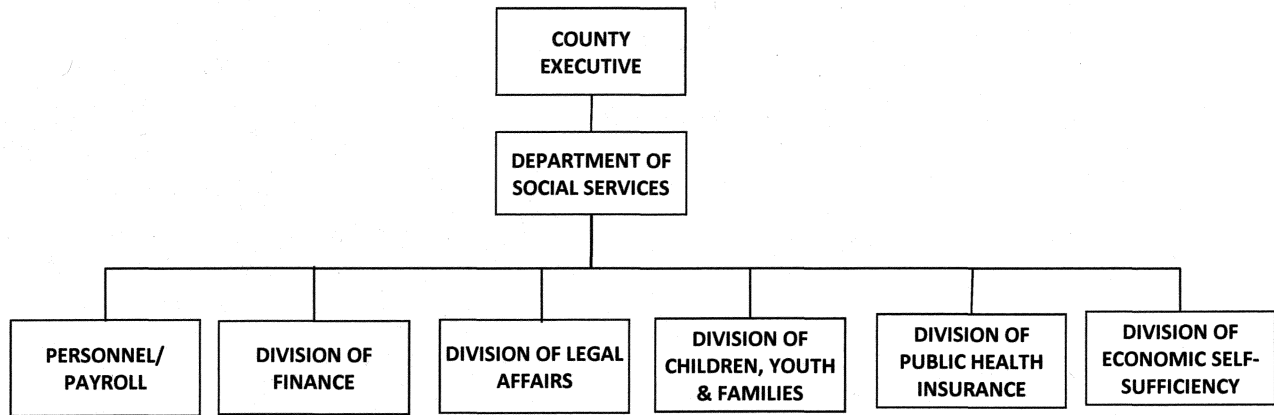 COUNTY
EXECUTIVE
DEPARTMENT OF
SOCIAL SERVICES
PERSONNEL/
PAYROLL
DIVISION OF
FINANCE
DIVISION OF LEGAL
AFFAIRS
DIVISION OF
CHILDREN, YOUTH
& FAMILIES
DIVISION OF
PUBLIC HEALTH
INSURANCE
DIVISION OF
ECONOMIC SELF-
SUFFICIENCY